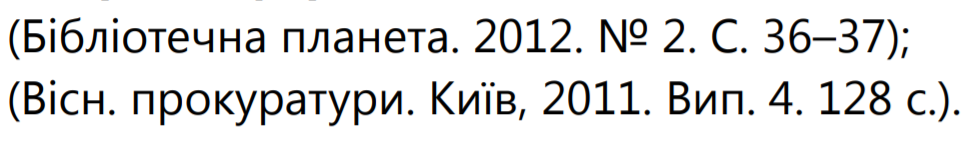 (Бібліотечна планета. 2012. № 2. С. 36–37);
(Вісн. прокуратури. Київ, 2011. Вип. 4. 128 с.).